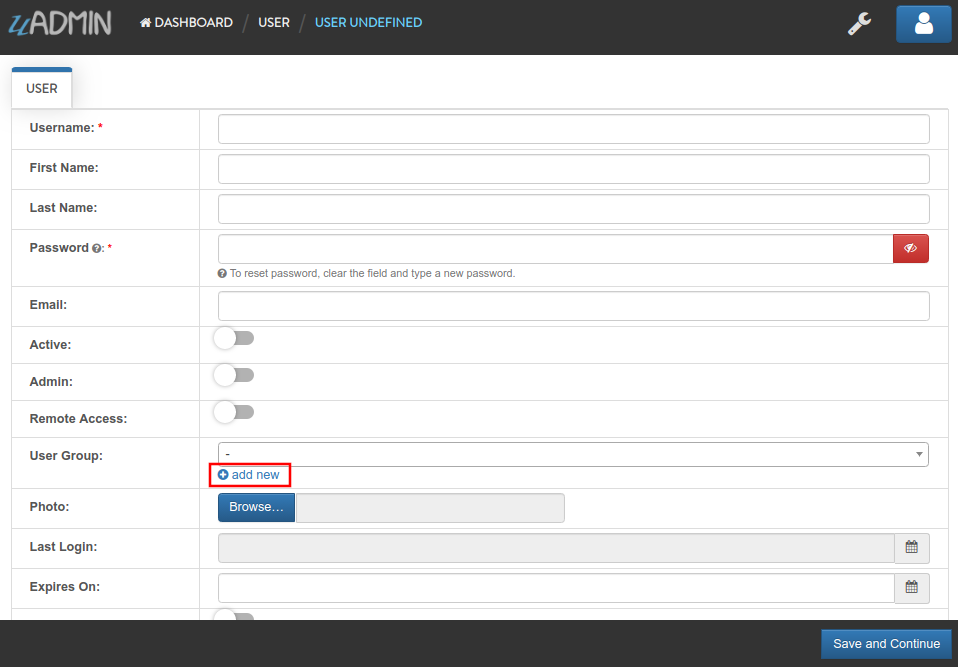 uADMIN
DASHBOARD / USER / USER UNDEFINED
USER
Username: *
First Name:
Last Name:
Password : *
To reset password, clear the field and type a new password.
Email:
Active:
Admin:
Remote Access:
User Group:
-
add new
Photo:
Browse…
Last Login:
Expires On:
Save and Continue